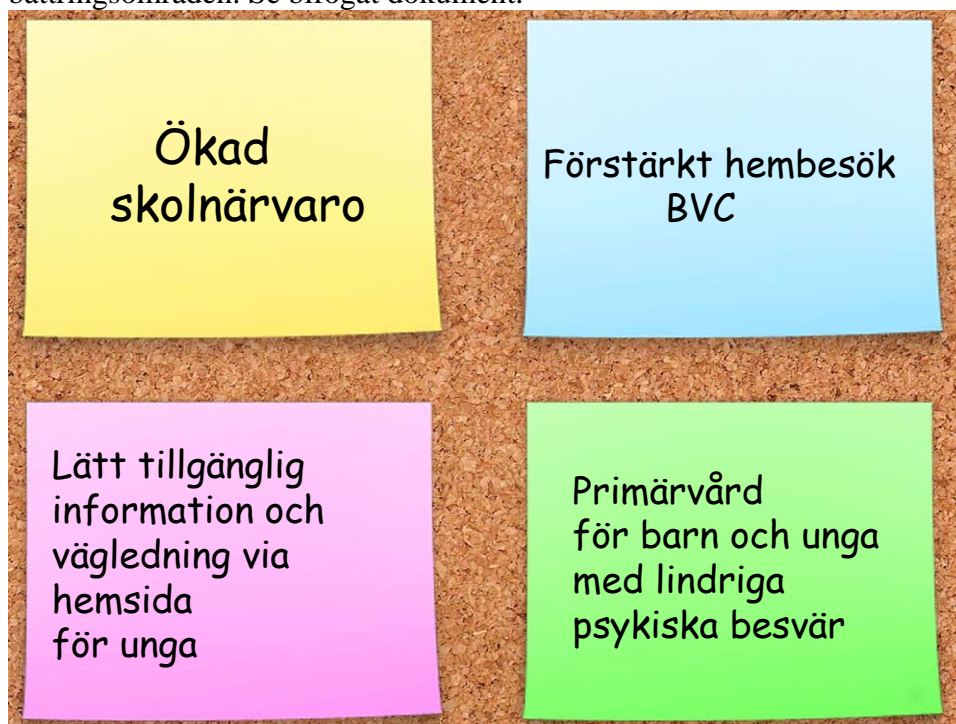 Ökad
skolnärvaro
Förstärkt hembesök
BVC
Lätt tillgänglig
information och
vägledning via
hemsida
för unga
Primärvård
för barn och unga
med lindriga
psykiska besvär